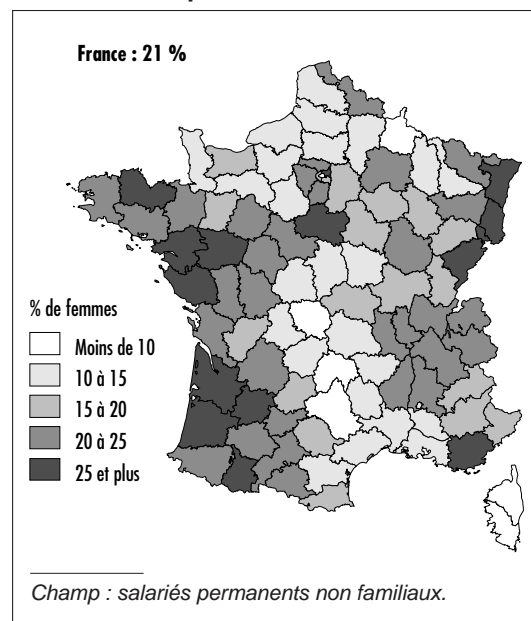 France : 21 %
% de femmes
Moins de 10
10 à 15
15 à 20
20 à 25
25 et plus
Champ : salariés permanents non familiaux.